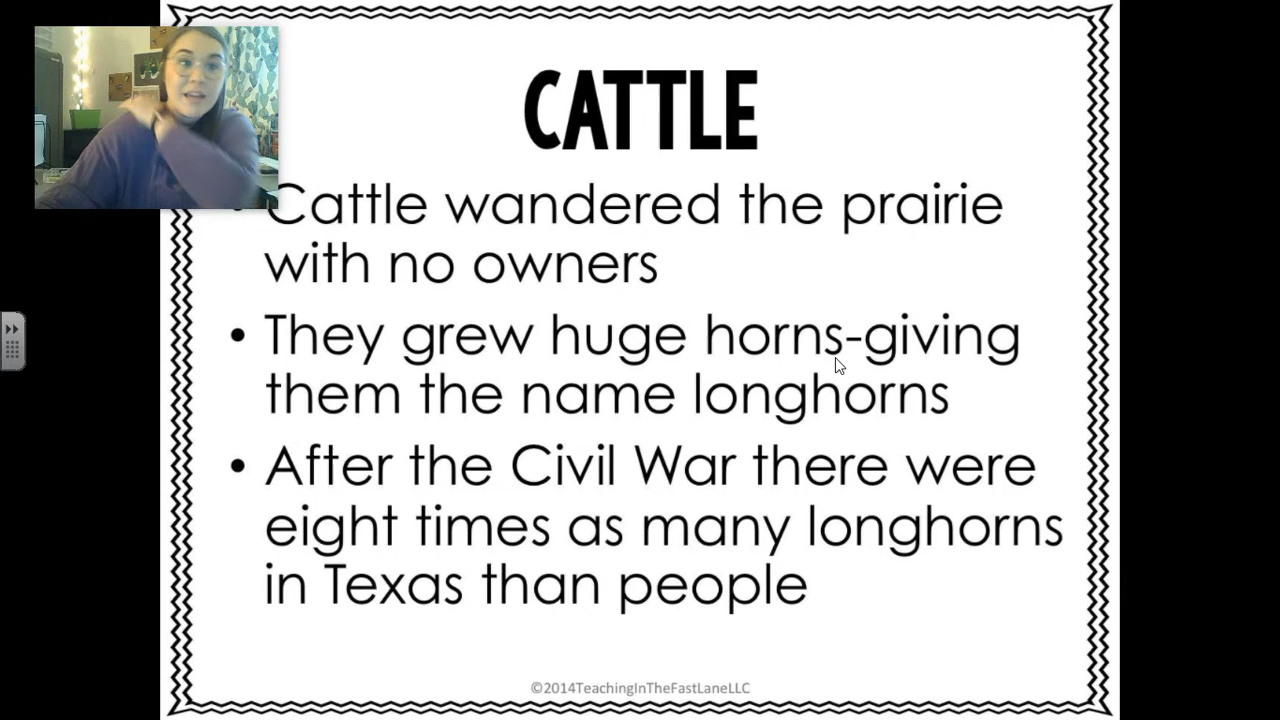 CATTLE
• Cattle wandered the prairie
with no owners
• They grew huge horns-giving
them the name longhorns
• After the Civil War there were
eight times as many longhorns
in Texas than people
©2014TeachingInTheFastLaneLLC